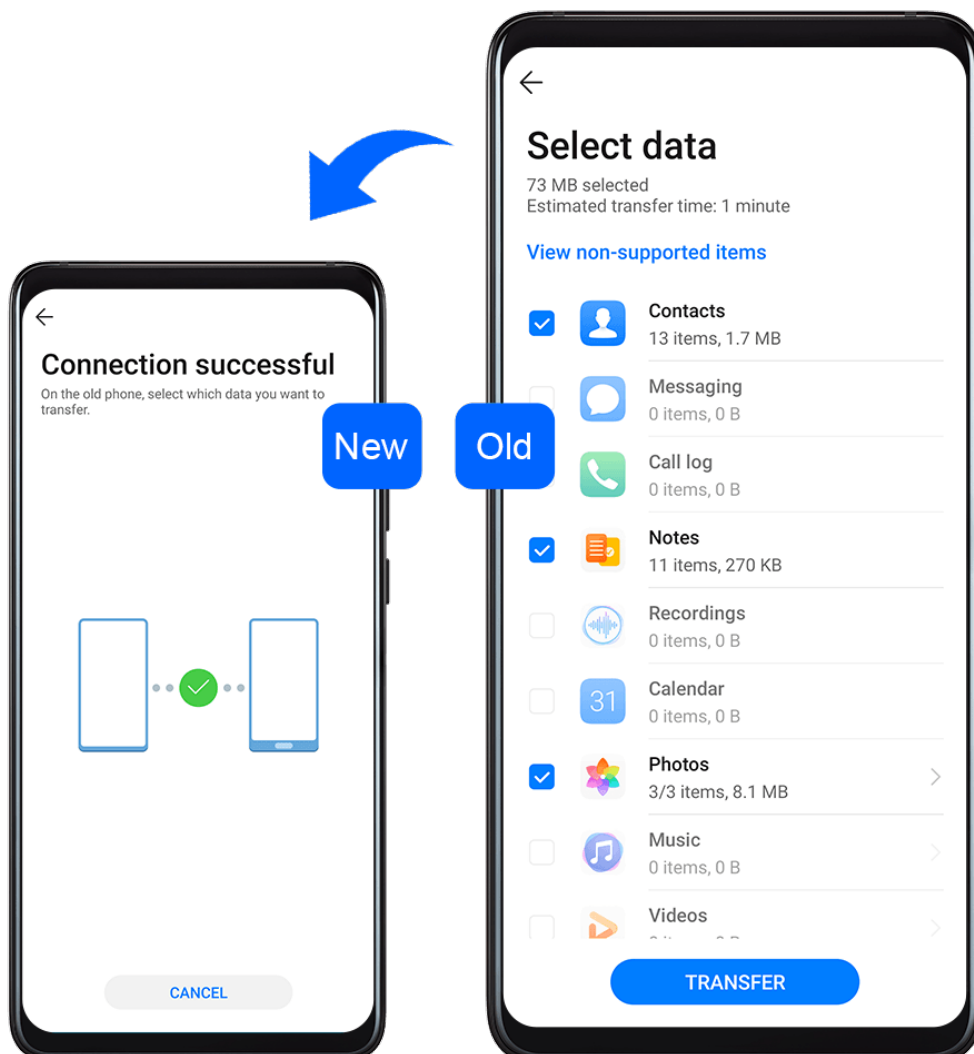 Connection successful
On the old phone, select which data you want to
transfer.
New
CANCEL
Old
Select data
73 MB selected
Estimated transfer time: 1 minute
View non-supported items
Contacts
13 items, 1.7 MB
Messaging
0 items, 0 B
Call log
0 items, 0 B
Notes
11 items, 270 KB
Recordings
0 items, 0 B
31
Calendar
0 items, 0 B
Photos
3/3 items, 8.1 MB
Music
0 items, 0 B
Videos
TRANSFER